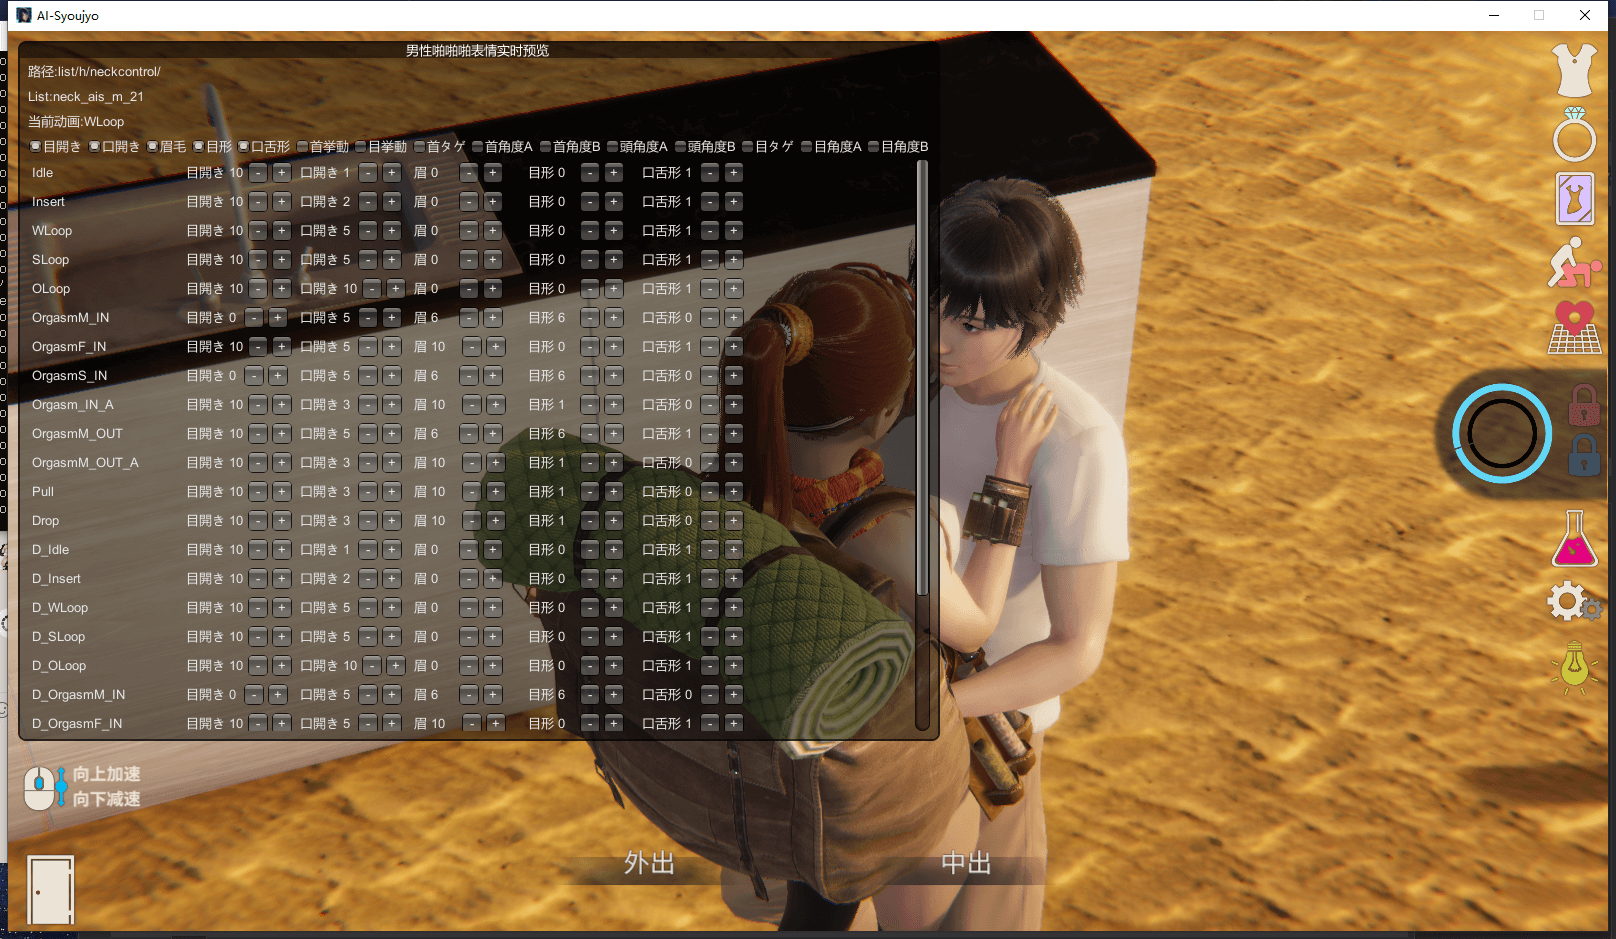 AI-Syoujyo
男性啪啪啪表情实时预览
路径:list/h/neckcontrol/
List:neck_ais_m_21
当前动画:WLoop
目開き 口開き 眉毛 目形 口舌形 首挙動 目挙動 首タゲ 首角度A 首角度B 頭角度A 頭角度B 目タゲ 目角度A 目角度B
Idle 目開き 10 - + 口開き 1 - + 眉 0 - + 目形 0 - + 口舌形 1 - +
Insert 目開き 10 - + 口開き 2 - + 眉 0 - + 目形 0 - + 口舌形 1 - +
WLoop 目開き 10 - + 口開き 5 - + 眉 0 - + 目形 0 - + 口舌形 1 - +
SLoop 目開き 10 - + 口開き 5 - + 眉 0 - + 目形 0 - + 口舌形 1 - +
OLoop 目開き 10 - + 口開き 10 - + 眉 0 - + 目形 0 - + 口舌形 1 - +
OrgasmM_IN 目開き 0 - + 口開き 5 - + 眉 6 - + 目形 6 - + 口舌形 0 - +
OrgasmF_IN 目開き 10 - + 口開き 5 - + 眉 10 - + 目形 0 - + 口舌形 1 - +
OrgasmS_IN 目開き 0 - + 口開き 5 - + 眉 6 - + 目形 6 - + 口舌形 0 - +
Orgasm_IN_A 目開き 10 - + 口開き 3 - + 眉 10 - + 目形 1 - + 口舌形 0 - +
OrgasmM_OUT 目開き 10 - + 口開き 5 - + 眉 6 - + 目形 6 - + 口舌形 1 - +
OrgasmM_OUT_A 目開き 10 - + 口開き 3 - + 眉 10 - + 目形 1 - + 口舌形 0 - +
Pull 目開き 10 - + 口開き 3 - + 眉 10 - + 目形 1 - + 口舌形 0 - +
Drop 目開き 10 - + 口開き 3 - + 眉 10 - + 目形 1 - + 口舌形 0 - +
D_Idle 目開き 10 - + 口開き 1 - + 眉 0 - + 目形 0 - + 口舌形 1 - +
D_Insert 目開き 10 - + 口開き 2 - + 眉 0 - + 目形 0 - + 口舌形 1 - +
D_WLoop 目開き 10 - + 口開き 5 - + 眉 0 - + 目形 0 - + 口舌形 1 - +
D_SLoop 目開き 10 - + 口開き 5 - + 眉 0 - + 目形 0 - + 口舌形 1 - +
D_OLoop 目開き 10 - + 口開き 10 - + 眉 0 - + 目形 0 - + 口舌形 1 - +
D_OrgasmM_IN 目開き 0 - + 口開き 5 - + 眉 6 - + 目形 6 - + 口舌形 0 - +
D_OrgasmF_IN 目開き 10 - + 口開き 5 - + 眉 10 - + 目形 0 - + 口舌形 1 - +
向上加速
向下减速
外出 中出